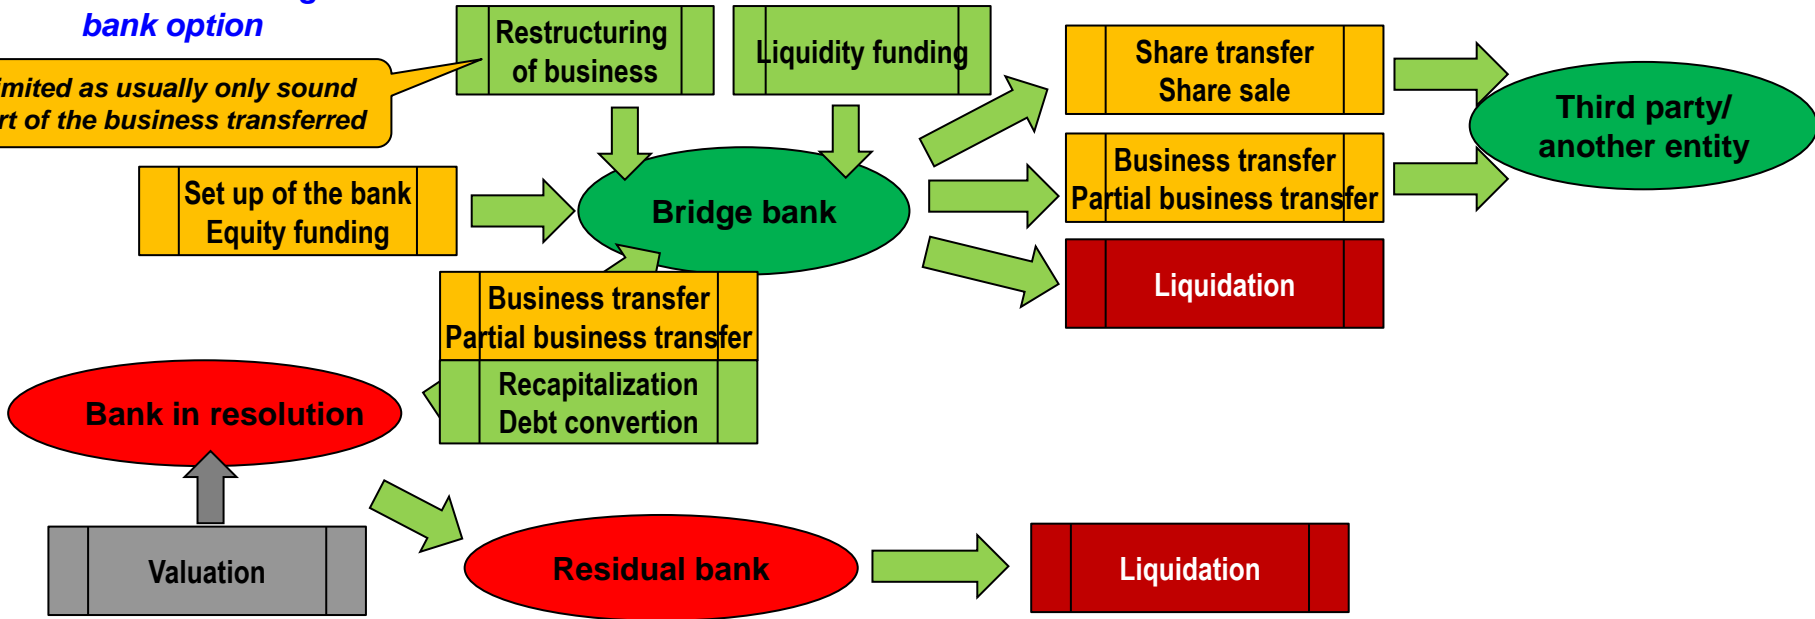 bank option
Restructuring
of business
Liquidity funding
Share transfer
Share sale
as usually only sound
of the business transferred
Third party/
another entity
Business transfer
Partial business transfer
Set up of the bank
Equity funding
Bridge bank
Liquidation
Business transfer
Partial business transfer
Recapitalization
Debt convertion
Bank in resolution
Valuation
Residual bank
Liquidation